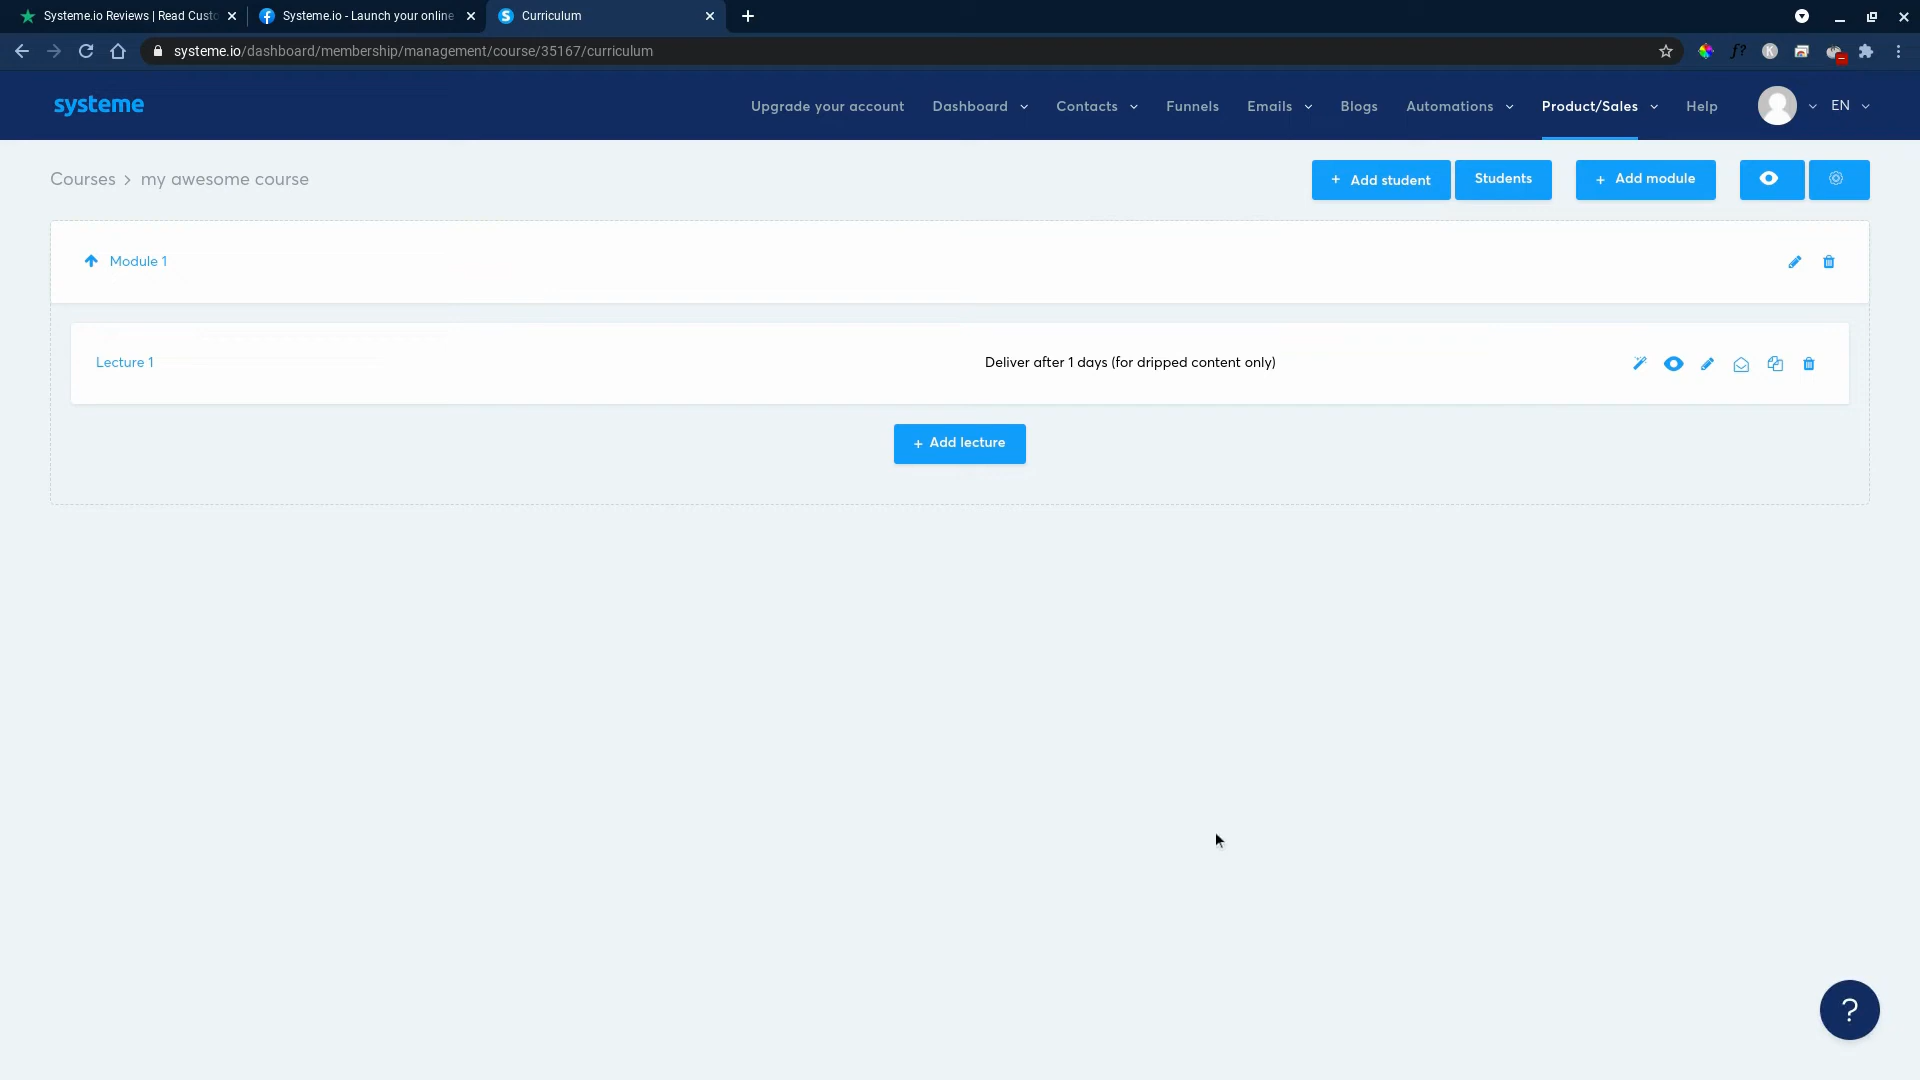 Systeme.io Reviews | Read Custo
Systeme.io - Launch your online
Curriculum
systeme.io/dashboard/membership/management/course/35167/curriculum
systeme
Upgrade your account
Dashboard
Contacts
Funnels
Emails
Blogs
Automations
Product/Sales
Help
EN
Courses > my awesome course
+ Add student
Students
+ Add module
Module 1
Lecture 1
Deliver after 1 days (for dripped content only)
+ Add lecture
?